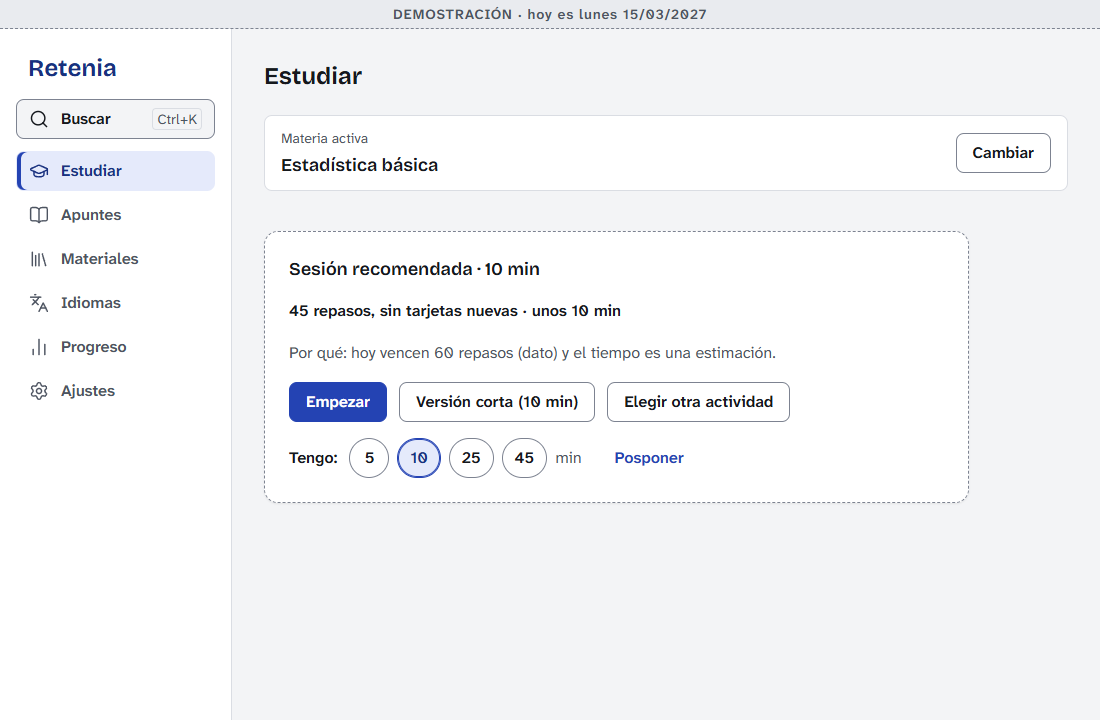 DEMOSTRACIÓN · hoy es lunes 15/03/2027
Retenia
Buscar Ctrl+K
Estudiar
Apuntes
Materiales
Idiomas
Progreso
Ajustes
Estudiar
Materia activa
Estadística básica
Cambiar
Sesión recomendada · 10 min
45 repasos, sin tarjetas nuevas · unos 10 min
Por qué: hoy vencen 60 repasos (dato) y el tiempo es una estimación.
Empezar Versión corta (10 min) Elegir otra actividad
Tengo: 5 10 25 45 min Posponer